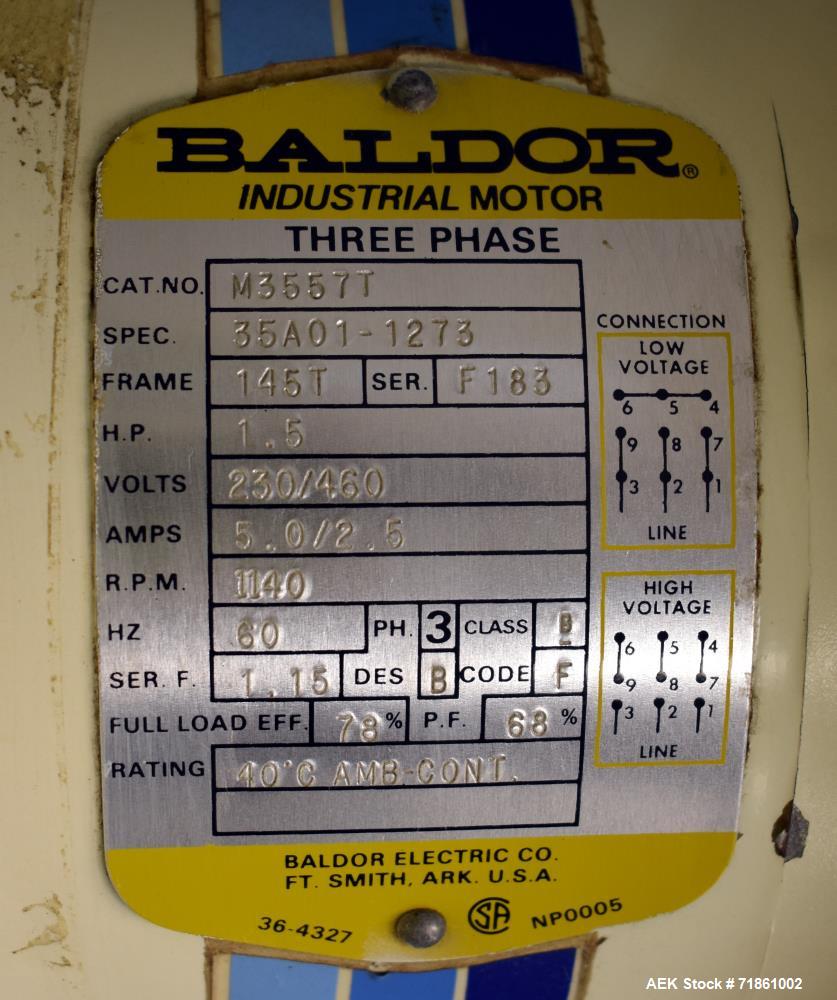 BALDOR®
INDUSTRIAL MOTOR
THREE PHASE
CAT.NO. M3557T
SPEC. 35A01-1273
FRAME 145T SER. F183
H.P. 1.5
VOLTS 230/460
AMPS 5.0/2.5
R.P.M. 1140
HZ 60 PH. 3 CLASS B
SER. F. 1.15 DES B CODE F
FULL LOAD EFF. 78% P.F. 68%
RATING 40°C AMB-CONT.
CONNECTION
LOW
VOLTAGE
6 5 4
9 8 7
3 2 1
LINE
HIGH
VOLTAGE
6 5 4
9 8 7
3 2 1
LINE
BALDOR ELECTRIC CO.
FT. SMITH, ARK. U.S.A.
36-4327 SA NP0005
AEK Stock # 71861002